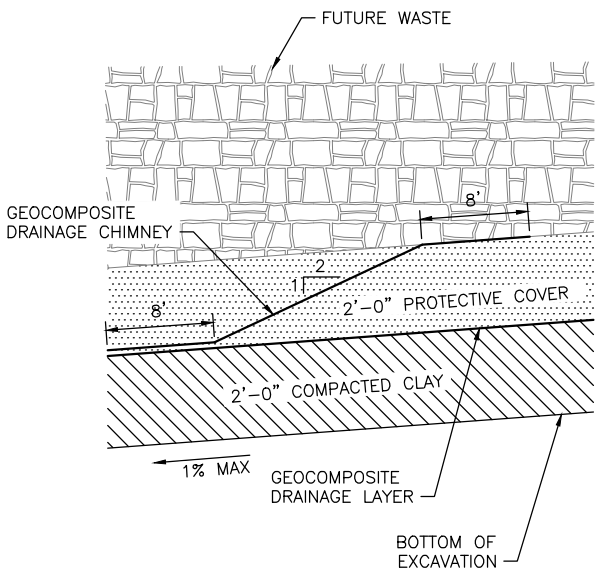 FUTURE WASTE
8'
GEOCOMPOSITE
DRAINAGE CHIMNEY
2
1
8'
2'-0" PROTECTIVE COVER
2'-0" COMPACTED CLAY
1% MAX
GEOCOMPOSITE
DRAINAGE LAYER
BOTTOM OF
EXCAVATION